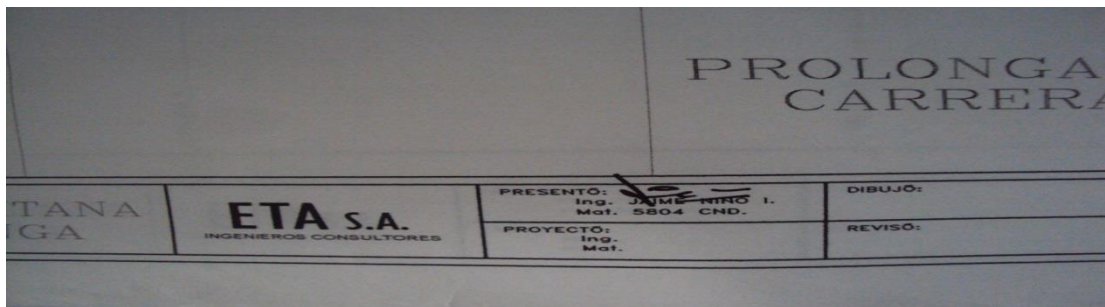 PROLONGA
CARRERA
TANA
GA
ETA S.A.
INGENIEROS CONSULTORES
PRESENTÓ:
Ing. JAIME NIÑO I.
Mat. 5804 CND.
PROYECTÓ:
Ing.
Mat.
DIBUJÓ:
REVISÓ: